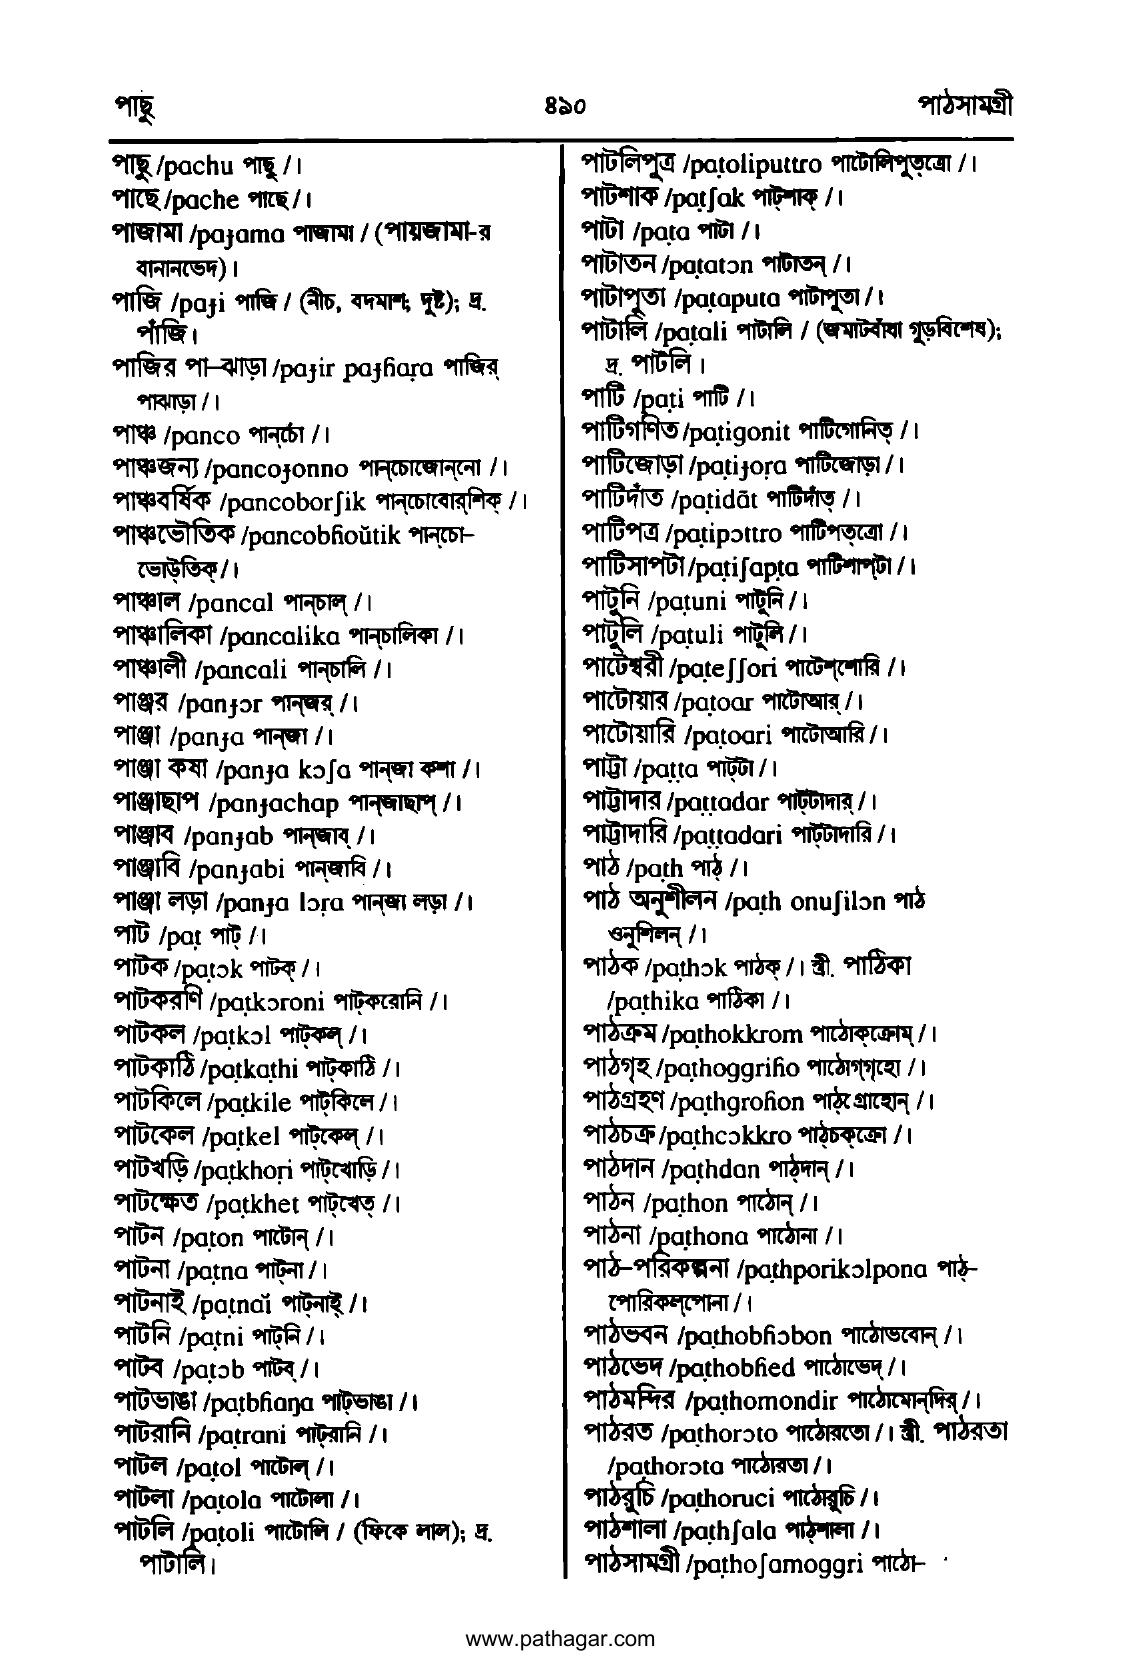 পাছু ৪৯০ পাঠসামগ্রী
পাছু /pachu পাছু /।
পাছে /pache পাছে /।
পাজামা /paɟama পাজামা / (পায়জামা-র
বানানভেদ)।
পাজি /paɟi পাজি / (নীচ, বদমাশ; দুষ্ট); দ্র.
পাঁজি।
পাজির পা-ঝাড়া /paɟir paɟɦaṛa পাজির্
পাঝাড়া /।
পাঞ্চ /panco পান্‌চো /।
পাঞ্চজন্য /pancoɟonno পান্‌চোজোন্‌নো /।
পাঞ্চবর্ষিক /pancoborʃik পান্‌চোবোর্‌শিক্ /।
পাঞ্চভৌতিক /pancobɦoŭtik পান্‌চো-
ভোউ্‌তিক্ /।
পাঞ্চাল /pancal পান্‌চাল্ /।
পাঞ্চালিকা /pancalika পান্‌চালিকা /।
পাঞ্চালী /pancali পান্‌চালি /।
পাঞ্জর /panɟɔr পান্‌জর্ /।
পাঞ্জা /panɟa পান্‌জা /।
পাঞ্জা কষা /panɟa kɔʃa পান্‌জা কশা /।
পাঞ্জাছাপ /panɟachap পান্‌জাছাপ্ /।
পাঞ্জাব /panɟab পান্‌জাব্ /।
পাঞ্জাবি /panɟabi পান্‌জাবি /।
পাঞ্জা লড়া /panɟa lɔṛa পান্‌জা লড়া /।
পাট /paṭ পাট্ /।
পাটক /paṭɔk পাটক্ /।
পাটকরণি /paṭkɔroni পাট্‌করোনি /।
পাটকল /paṭkɔl পাট্‌কল্ /।
পাটকাঠি /paṭkaṭhi পাট্‌কাঠি /।
পাটকিলে /paṭkile পাট্‌কিলে /।
পাটকেল /paṭkel পাট্‌কেল্ /।
পাটখড়ি /paṭkhoṛi পাট্‌খোড়ি /।
পাটক্ষেত /paṭkhet পাট্‌খেত্ /।
পাটন /paṭon পাটোন্ /।
পাটনা /paṭna পাট্‌না /।
পাটনাই /paṭnaĭ পাট্‌নাই্ /।
পাটনি /paṭni পাট্‌নি /।
পাটব /paṭɔb পাটব্ /।
পাটভাঙা /paṭbɦaŋa পাট্‌ভাঙা /।
পাটরানি /paṭrani পাট্‌রানি /।
পাটল /paṭol পাটোল্ /।
পাটলা /paṭola পাটোলা /।
পাটলি /paṭoli পাটোলি / (ফিকে লাল); দ্র.
পাটালি।
পাটলিপুত্র /paṭoliputtro পাটোলিপুত্‌ত্রো /।
পাটশাক /paṭʃak পাট্‌শাক্ /।
পাটা /paṭa পাটা /।
পাটাতন /paṭatɔn পাটাতন্ /।
পাটাপুতা /paṭaputa পাটাপুতা /।
পাটালি /paṭali পাটালি / (জমাটবাঁধা গুড়বিশেষ);
দ্র. পাটলি।
পাটি /paṭi পাটি /।
পাটিগণিত /paṭigonit পাটিগোনিত্ /।
পাটিজোড়া /paṭiɟoṛa পাটিজোড়া /।
পাটিদাঁত /paṭidãt পাটিদাঁত্ /।
পাটিপত্র /paṭipɔttro পাটিপত্‌ত্রো /।
পাটিসাপটা /paṭiʃapṭa পাটিশাপ্‌টা /।
পাটুনি /paṭuni পাটুনি /।
পাটুলি /paṭuli পাটুলি /।
পাটেশ্বরী /paṭeʃʃori পাটেশ্‌শোরি /।
পাটোয়ার /paṭoar পাটোআর্ /।
পাটোয়ারি /paṭoari পাটোআরি /।
পাট্টা /paṭṭa পাট্‌টা /।
পাট্টাদার /paṭṭadar পাট্‌টাদার্ /।
পাট্টাদারি /paṭṭadari পাট্‌টাদারি /।
পাঠ /paṭh পাঠ্ /।
পাঠ অনুশীলন /paṭh onuʃilɔn পাঠ
ওনুশিলন্ /।
পাঠক /paṭhɔk পাঠক্ /। স্ত্রী. পাঠিকা
/paṭhika পাঠিকা /।
পাঠক্রম /paṭhokkrom পাঠোক্‌ক্রোম্ /।
পাঠগৃহ /paṭhoggriɦo পাঠোগ্‌গৃহো /।
পাঠগ্রহণ /paṭhgroɦon পাঠ্‌গ্রোহোন্ /।
পাঠচক্র /paṭhcɔkkro পাঠ্‌চক্‌ক্রো /।
পাঠদান /paṭhdan পাঠ্‌দান্ /।
পাঠন /paṭhon পাঠোন্ /।
পাঠনা /paṭhona পাঠোনা /।
পাঠ-পরিকল্পনা /paṭhporikɔlpona পাঠ্-
পোরিকল্‌পোনা /।
পাঠভবন /paṭhobɦɔbon পাঠোভবোন্ /।
পাঠভেদ /paṭhobɦed পাঠোভেদ্ /।
পাঠমন্দির /paṭhomondir পাঠোমোন্‌দির্ /।
পাঠরত /paṭhorɔto পাঠোরতো /। স্ত্রী. পাঠরতা
/paṭhorɔta পাঠোরতা /।
পাঠরুচি /paṭhoruci পাঠোরুচি /।
পাঠশালা /paṭhʃala পাঠ্‌শালা /।
পাঠসামগ্রী /paṭhoʃamoggri পাঠো-
www.pathagar.com